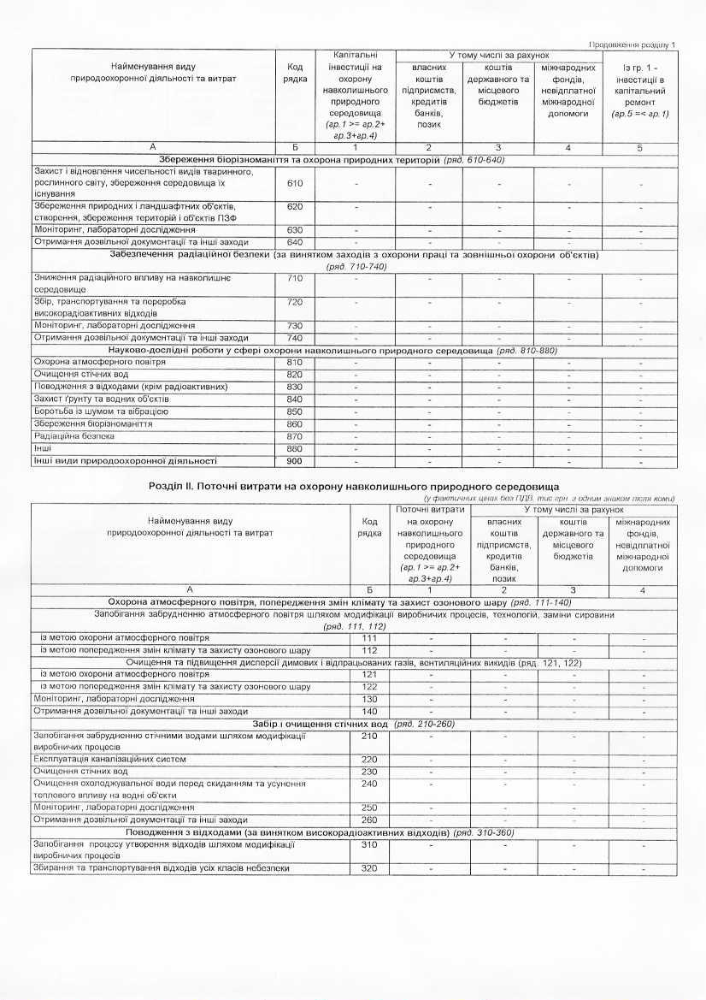 Продовження розділу 1
Найменування виду
природоохоронної діяльності та витрат
Код
рядка
Капітальні
інвестиції на
охорону
навколишнього
природного
середовища
(гр.1 >= гр.2+
гр.3+гр.4)
У тому числі за рахунок
власних
коштів
підприємств,
кредитів
банків,
позик
коштів
державного та
місцевого
бюджетів
міжнародних
фондів,
невідплатної
міжнародної
допомоги
Із гр. 1 -
інвестиції в
капітальний
ремонт
(гр.5 =< гр.1)
А Б 1 2 3 4 5
Збереження біорізноманіття та охорона природних територій (ряд. 610-640)
Захист і відновлення чисельності видів тваринного,
рослинного світу, збереження середовища їх
існування
610 - - - - -
Збереження природних і ландшафтних об'єктів,
створення, збереження територій і об'єктів ПЗФ
620 - - - - -
Моніторинг, лабораторні дослідження 630 - - - - -
Отримання дозвільної документації та інші заходи 640 - - - - -
Забезпечення радіаційної безпеки (за винятком заходів з охорони праці та зовнішньої охорони об'єктів)
(ряд. 710-740)
Зниження радіаційного впливу на навколишнє
середовище
710 - - - - -
Збір, транспортування та переробка
високорадіоактивних відходів
720 - - - - -
Моніторинг, лабораторні дослідження 730 - - - - -
Отримання дозвільної документації та інші заходи 740 - - - - -
Науково-дослідні роботи у сфері охорони навколишнього природного середовища (ряд. 810-880)
Охорона атмосферного повітря 810 - - - - -
Очищення стічних вод 820 - - - - -
Поводження з відходами (крім радіоактивних) 830 - - - - -
Захист ґрунту та водних об'єктів 840 - - - - -
Боротьба із шумом та вібрацією 850 - - - - -
Збереження біорізноманіття 860 - - - - -
Радіаційна безпека 870 - - - - -
Інші 880 - - - - -
Інші види природоохоронної діяльності 900 - - - - -
Розділ II. Поточні витрати на охорону навколишнього природного середовища
(у фактичних цінах без ПДВ, тис.грн. з одним знаком після коми)
Найменування виду
природоохоронної діяльності та витрат
Код
рядка
Поточні витрати
на охорону
навколишнього
природного
середовища
(гр.1 >= гр.2+
гр.3+гр.4)
У тому числі за рахунок
власних
коштів
підприємств,
кредитів
банків,
позик
коштів
державного та
місцевого
бюджетів
міжнародних
фондів,
невідплатної
міжнародної
допомоги
А Б 1 2 3 4
Охорона атмосферного повітря, попередження змін клімату та захист озонового шару (ряд. 111-140)
Запобігання забрудненню атмосферного повітря шляхом модифікації виробничих процесів, технологій, заміни сировини
(ряд. 111, 112)
із метою охорони атмосферного повітря 111 - - - -
із метою попередження змін клімату та захисту озонового шару 112 - - - -
Очищення та підвищення дисперсії димових і відпрацьованих газів, вентиляційних викидів (ряд. 121, 122)
із метою охорони атмосферного повітря 121 - - - -
із метою попередження змін клімату та захисту озонового шару 122 - - - -
Моніторинг, лабораторні дослідження 130 - - - -
Отримання дозвільної документації та інші заходи 140 - - - -
Забір і очищення стічних вод (ряд. 210-260)
Запобігання забрудненню стічними водами шляхом модифікації
виробничих процесів
210 - - - -
Експлуатація каналізаційних систем 220 - - - -
Очищення стічних вод 230 - - - -
Очищення охолоджувальної води перед скиданням та усунення
теплового впливу на водні об'єкти
240 - - - -
Моніторинг, лабораторні дослідження 250 - - - -
Отримання дозвільної документації та інші заходи 260 - - - -
Поводження з відходами (за винятком високорадіоактивних відходів) (ряд. 310-360)
Запобігання процесу утворення відходів шляхом модифікації
виробничих процесів
310 - - - -
Збирання та транспортування відходів усіх класів небезпеки 320 - - - -